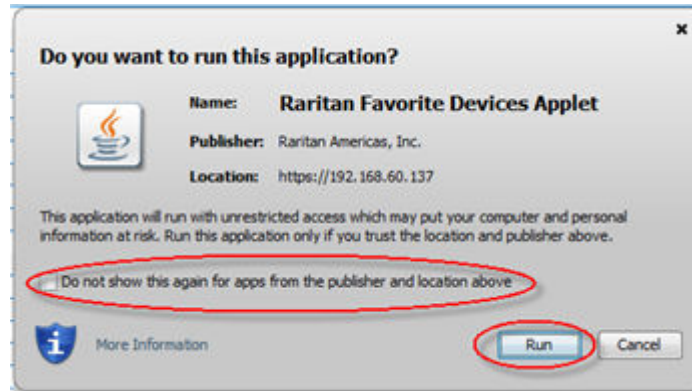 Do you want to run this application?
Name: Raritan Favorite Devices Applet
Publisher: Raritan Americas, Inc.
Location: https://192.168.60.137
This application will run with unrestricted access which may put your computer and personal
information at risk. Run this application only if you trust the location and publisher above.
Do not show this again for apps from the publisher and location above
More Information
Run Cancel